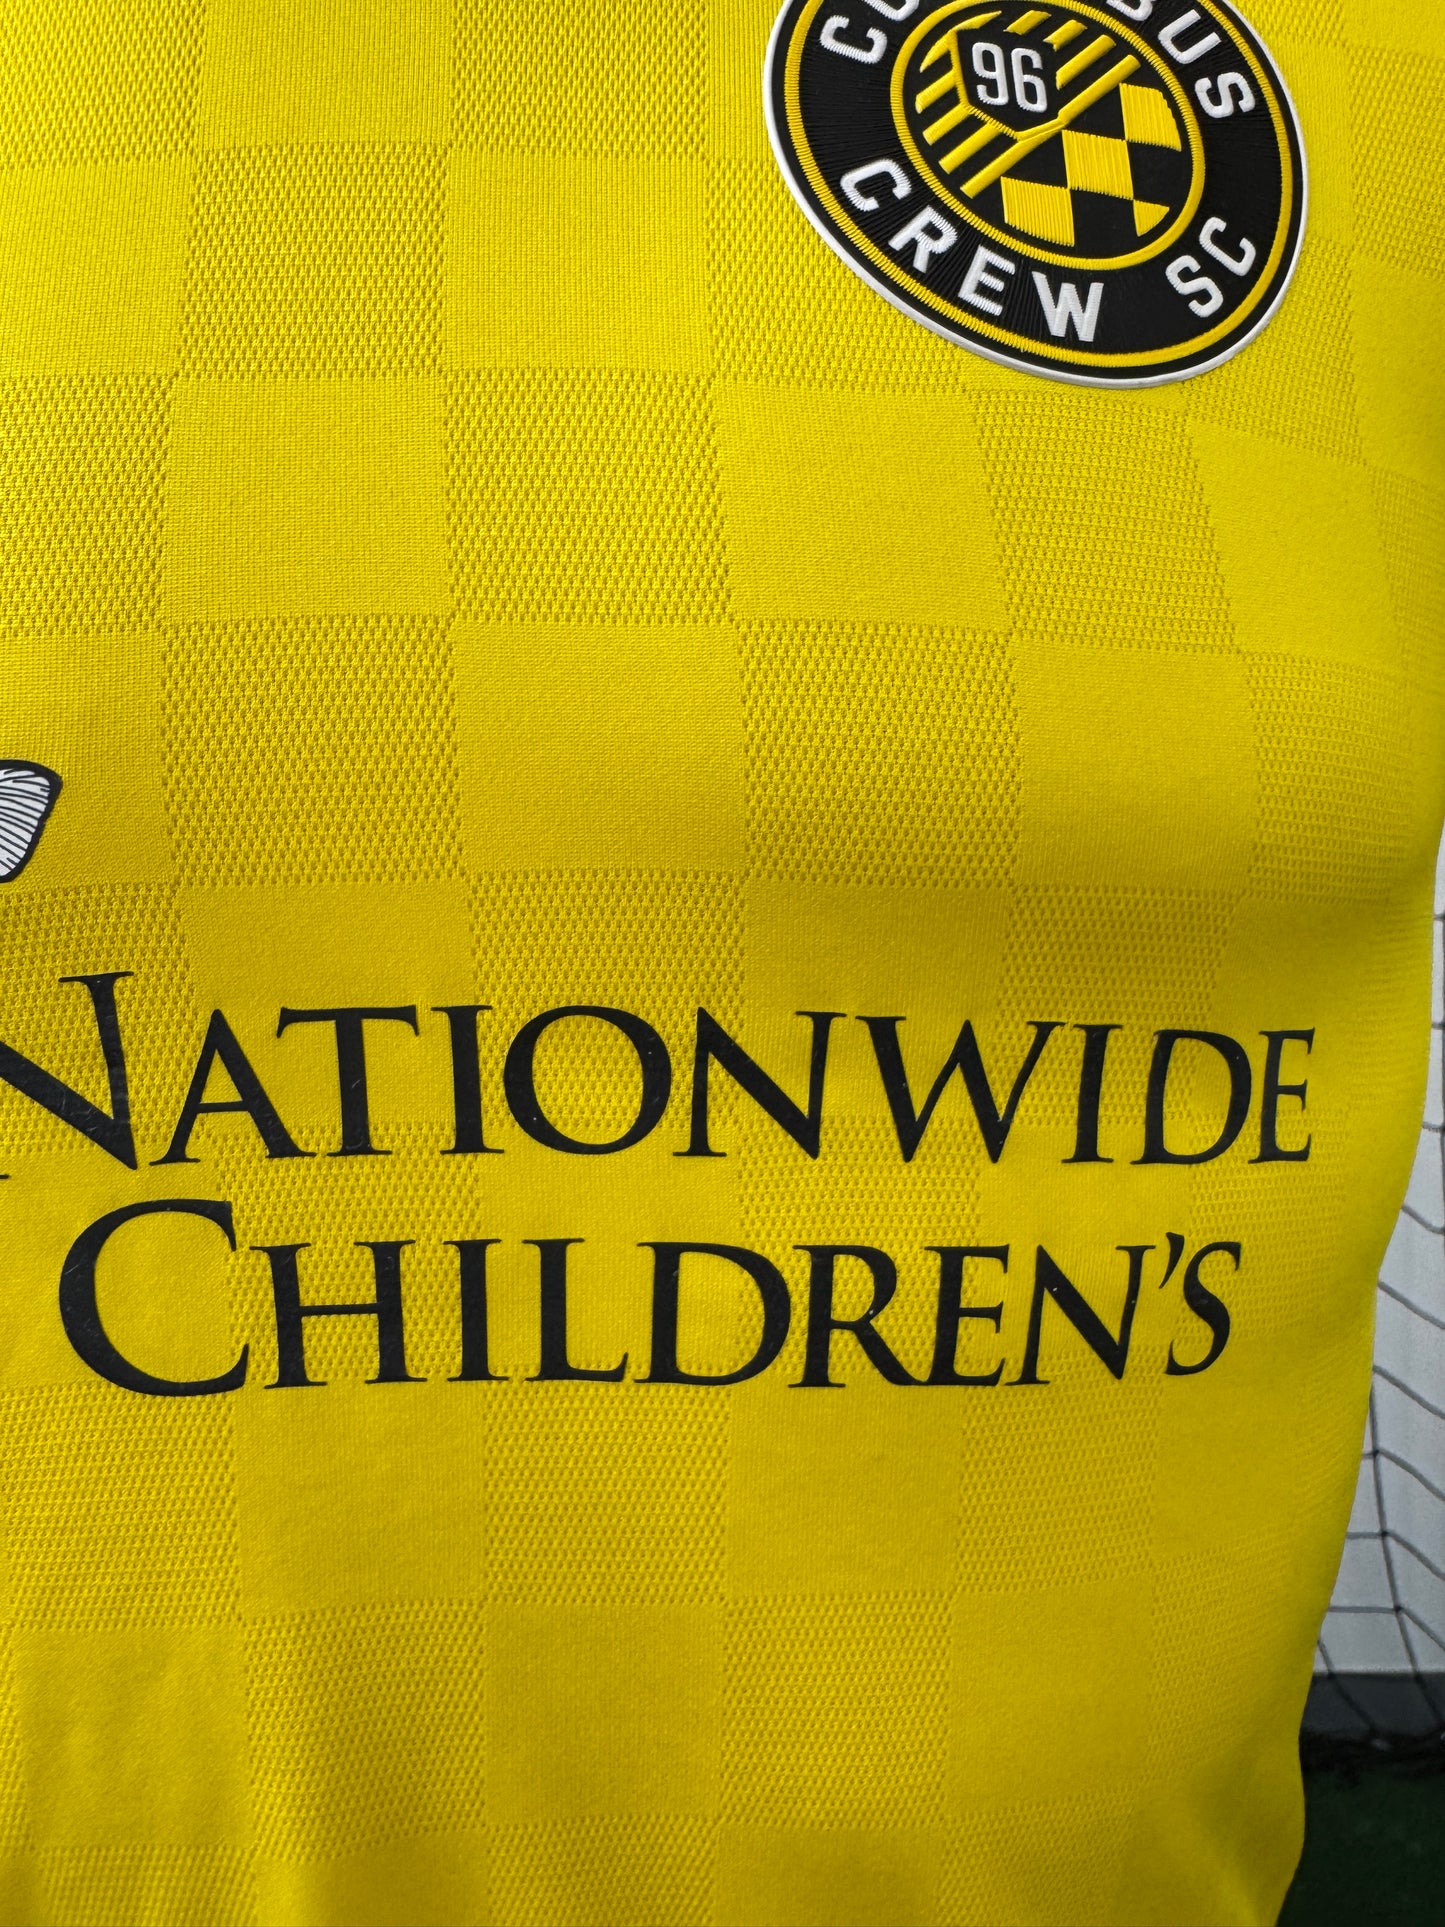 96
CREW SC
NATIONWIDE
CHILDREN'S